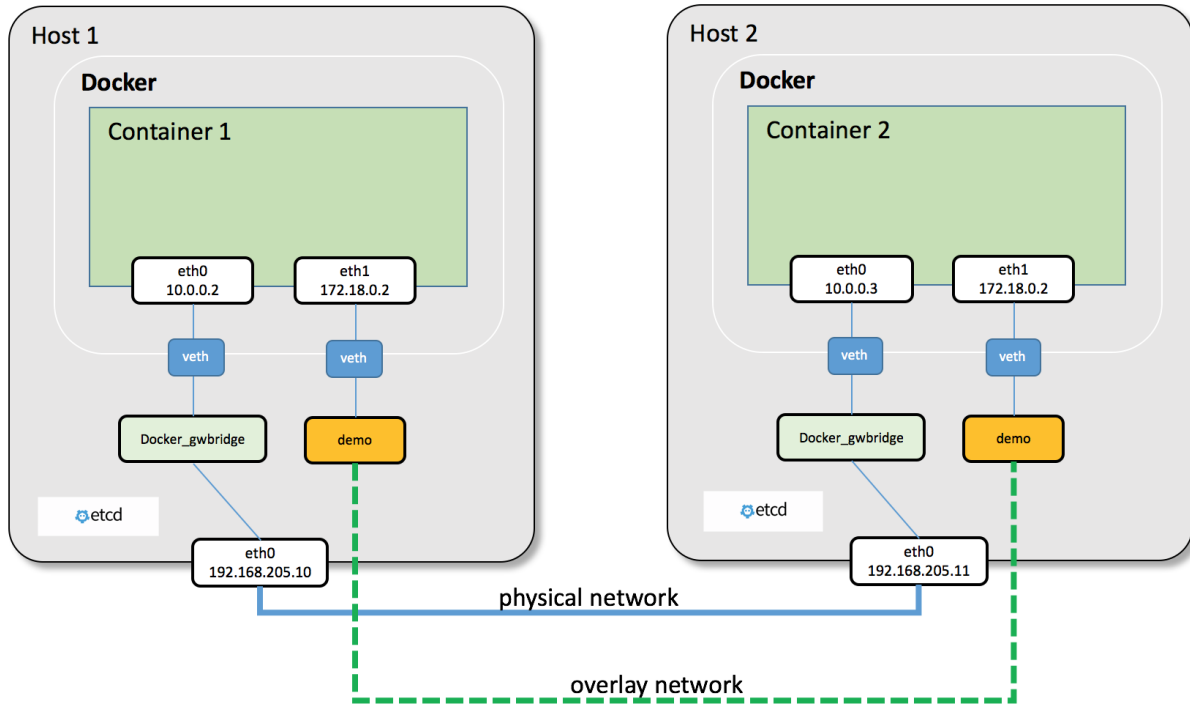 Host 1
Docker
Container 1
eth0
10.0.0.2
eth1
172.18.0.2
veth
veth
Docker_gwbridge
demo
etcd
eth0
192.168.205.10
Host 2
Docker
Container 2
eth0
10.0.0.3
eth1
172.18.0.2
veth
veth
Docker_gwbridge
demo
etcd
eth0
192.168.205.11
physical network
overlay network